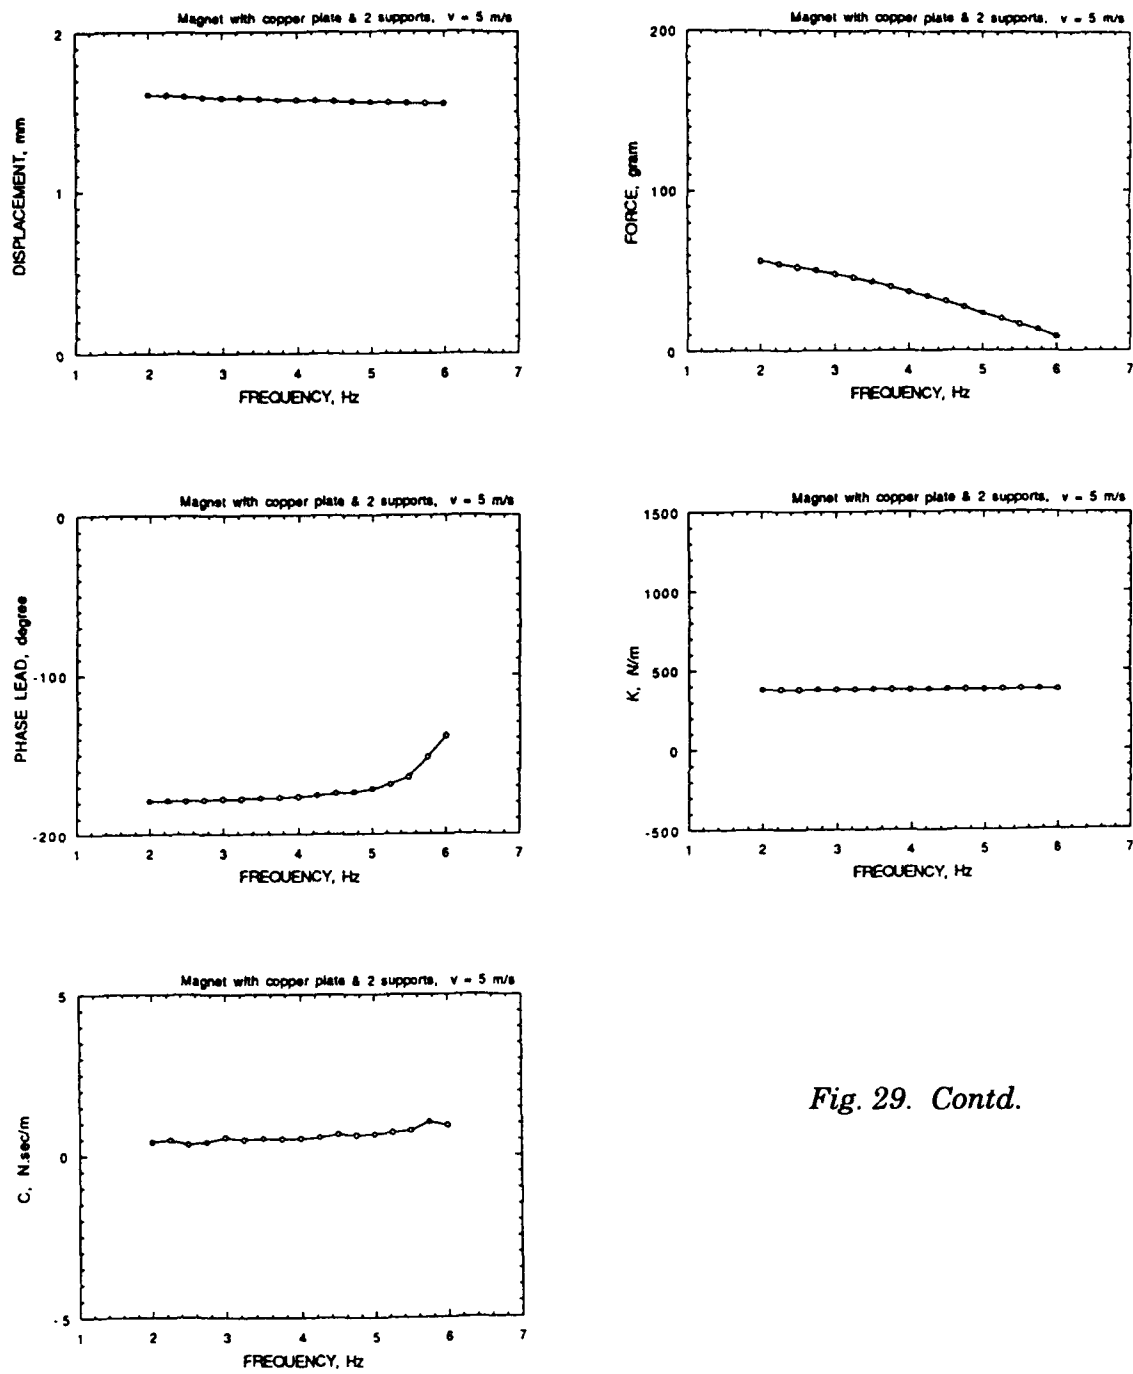 Magnet with copper plate & 2 supports, v = 5 m/s
2
1
0
DISPLACEMENT, mm
1 2 3 4 5 6 7
FREQUENCY, Hz
Magnet with copper plate & 2 supports, v = 5 m/s
200
100
0
FORCE, gram
1 2 3 4 5 6 7
FREQUENCY, Hz
Magnet with copper plate & 2 supports, v = 5 m/s
0
-100
-200
PHASE LEAD, degree
1 2 3 4 5 6 7
FREQUENCY, Hz
Magnet with copper plate & 2 supports, v = 5 m/s
1500
1000
500
0
-500
K, N/m
1 2 3 4 5 6 7
FREQUENCY, Hz
Magnet with copper plate & 2 supports, v = 5 m/s
5
0
-5
C, N.sec/m
1 2 3 4 5 6 7
FREQUENCY, Hz
Fig. 29. Contd.